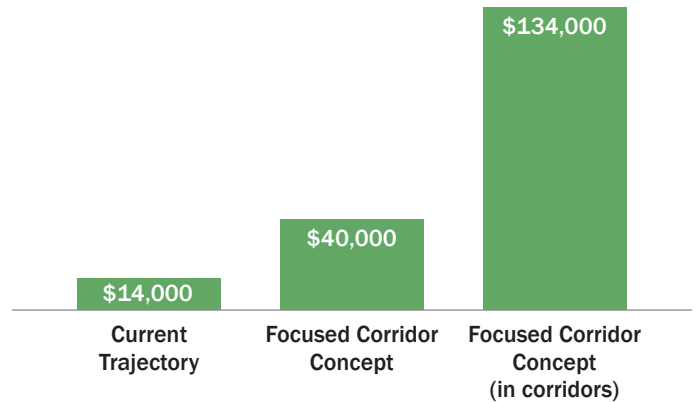 $134,000
$40,000
$14,000
Current
Trajectory
Focused Corridor
Concept
Focused Corridor
Concept
(in corridors)